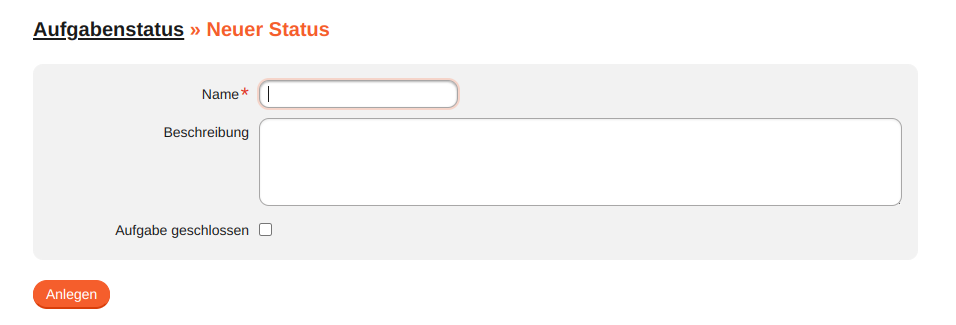 Aufgabenstatus » Neuer Status
Name*
Beschreibung
Aufgabe geschlossen
Anlegen